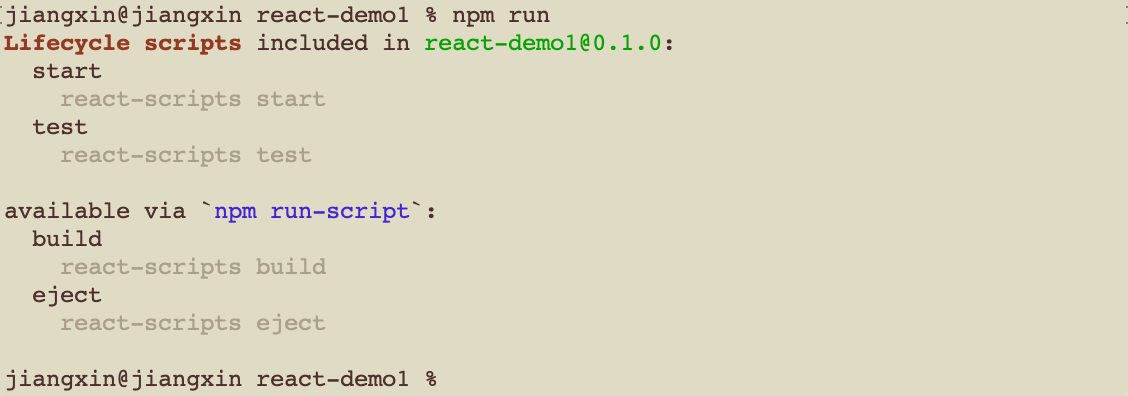 jiangxin@jiangxin react-demo1 % npm run
Lifecycle scripts included in react-demo1@0.1.0:
  start
    react-scripts start
  test
    react-scripts test

available via `npm run-script`:
  build
    react-scripts build
  eject
    react-scripts eject

jiangxin@jiangxin react-demo1 %